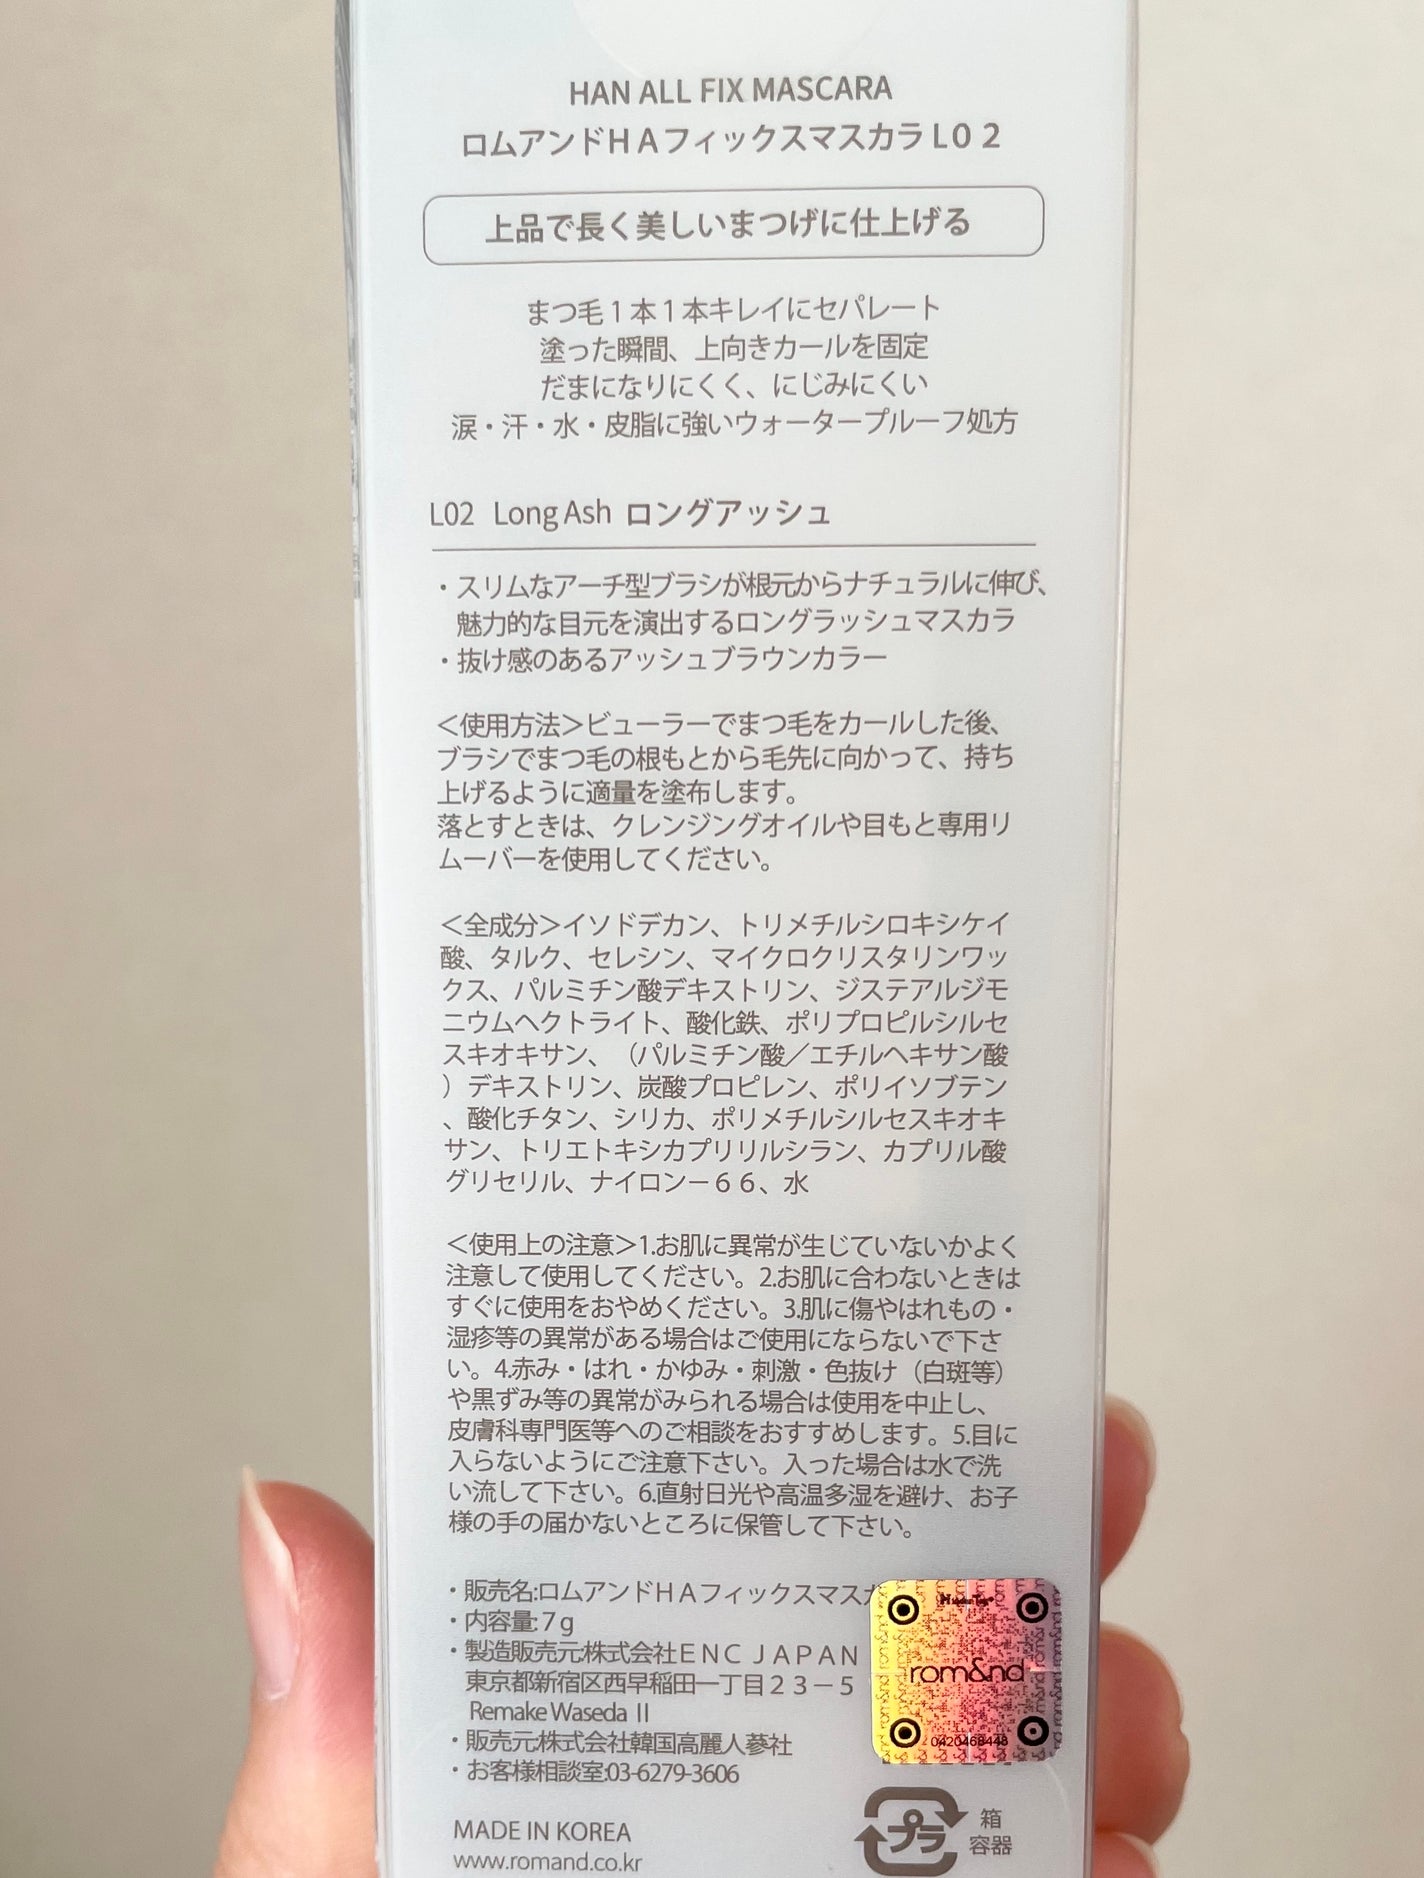 HAN ALL FIX MASCARA
ロムアンドＨＡフィックスマスカラＬ０２
上品で長く美しいまつげに仕上げる
まつ毛１本１本キレイにセパレート
塗った瞬間、上向きカールを固定
だまになりにくく、にじみにくい
涙・汗・水・皮脂に強いウォータープルーフ処方
L02 Long Ash ロングアッシュ
・スリムなアーチ型ブラシが根元からナチュラルに伸び、
魅力的な目元を演出するロングラッシュマスカラ
・抜け感のあるアッシュブラウンカラー
＜使用方法＞ビューラーでまつ毛をカールした後、
ブラシでまつ毛の根もとから毛先に向かって、持ち
上げるように適量を塗布します。
落とすときは、クレンジングオイルや目もと専用リ
ムーバーを使用してください。
＜全成分＞イソドデカン、トリメチルシロキシケイ
酸、タルク、セレシン、マイクロクリスタリンワッ
クス、パルミチン酸デキストリン、ジステアルジモ
ニウムヘクトライト、酸化鉄、ポリプロピルシルセ
スキオキサン、（パルミチン酸／エチルヘキサン酸
）デキストリン、炭酸プロピレン、ポリイソブテン
、酸化チタン、シリカ、ポリメチルシルセスキオキ
サン、トリエトキシカプリリルシラン、カプリル酸
グリセリル、ナイロンー６６、水
＜使用上の注意＞1.お肌に異常が生じていないかよく
注意して使用してください。2.お肌に合わないときは
すぐに使用をおやめください。3.肌に傷やはれもの・
湿疹等の異常がある場合はご使用にならないで下さ
い。4.赤み・はれ・かゆみ・刺激・色抜け（白斑等）
や黒ずみ等の異常がみられる場合は使用を中止し、
皮膚科専門医等へのご相談をおすすめします。5.目に
入らないようにご注意下さい。入った場合は水で洗
い流して下さい。6.直射日光や高温多湿を避け、お子
様の手の届かないところに保管して下さい。
・販売名:ロムアンドＨＡフィックスマスカ
・内容量:７g
・製造販売元:株式会社ＥＮＣ ＪＡＰＡＮ
東京都新宿区西早稲田一丁目２３－５
Remake Waseda Ⅱ
・販売元:株式会社韓国高麗人蔘社
・お客様相談室:03-6279-3606
rom&nd
0420468448
MADE IN KOREA
www.romand.co.kr
プラ
箱
容器